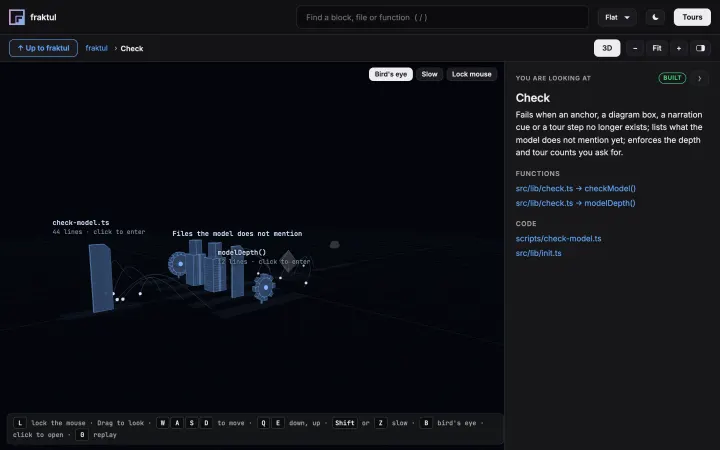 fraktul
Find a block, file or function ( / )
Flat
Tours
↑ Up to fraktul
fraktul › Check
3D
− Fit +
Bird's eye
Slow
Lock mouse
YOU ARE LOOKING AT
BUILT
Check
Fails when an anchor, a diagram box, a narration
cue or a tour step no longer exists; lists what the
model does not mention yet; enforces the depth
and tour counts you ask for.
FUNCTIONS
src/lib/check.ts → checkModel()
src/lib/check.ts → modelDepth()
CODE
scripts/check-model.ts
src/lib/init.ts
check-model.ts
44 lines · click to enter
Files the model does not mention
modelDepth()
lines · click to enter
L lock the mouse · Drag to look · W A S D to move · Q E down, up · Shift or Z slow · B bird's eye ·
click to open · 0 replay